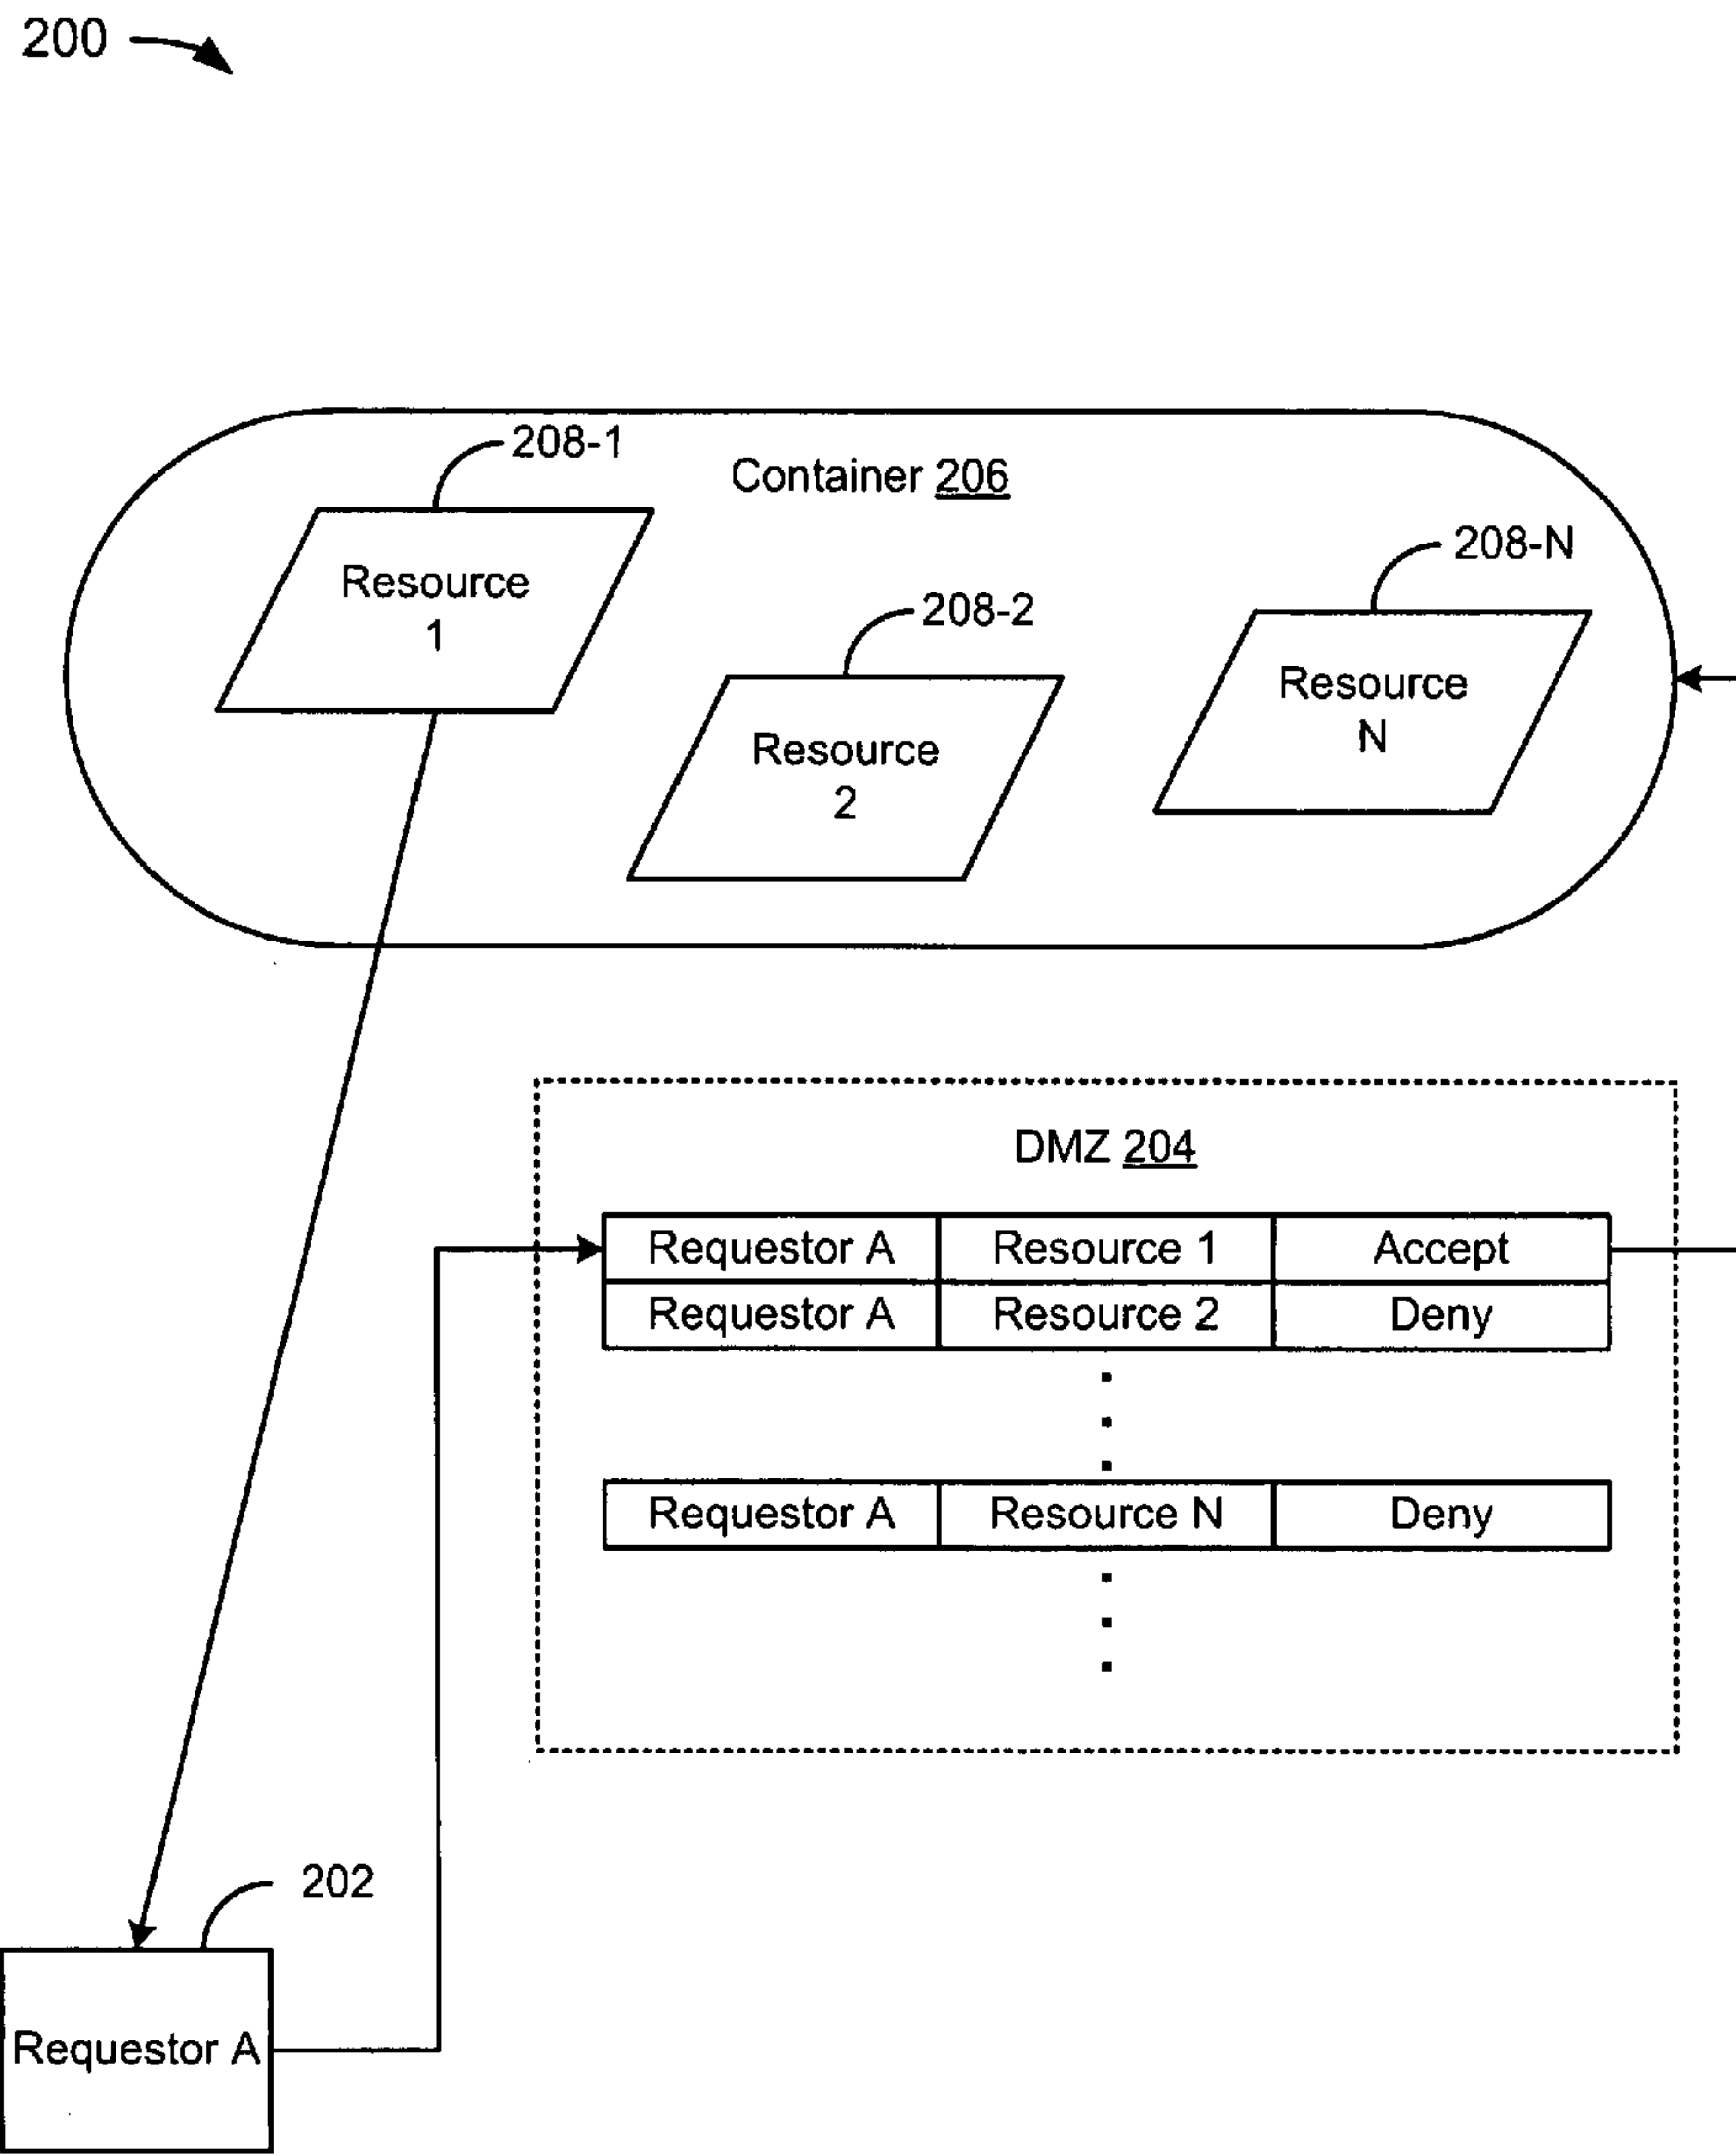 200
208-1
Container 206
208-N
Resource
1
208-2
Resource
N
Resource
2
DMZ 204
Requestor A Resource 1 Accept
Requestor A Resource 2 Deny
Requestor A Resource N Deny
202
Requestor A